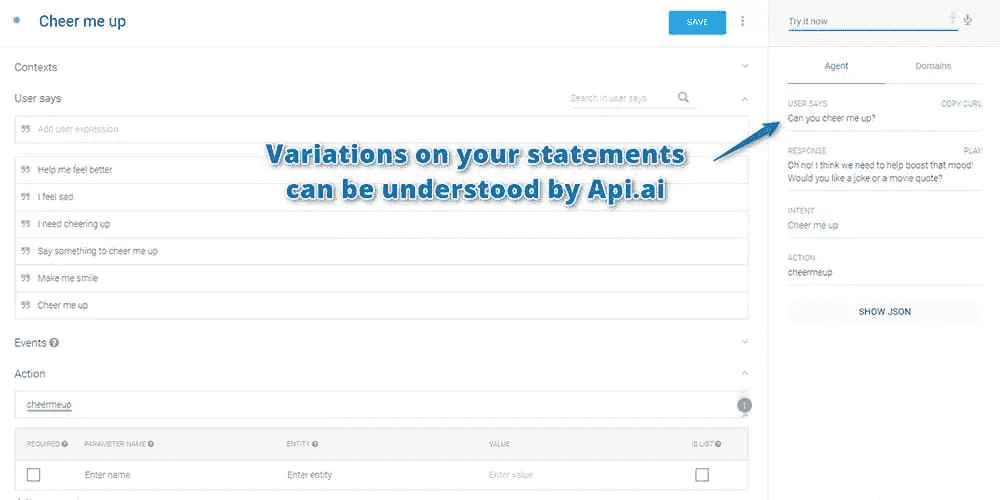 Cheer me up
SAVE
Try it now
Contexts
Agent
Domains
User says
Search in user says
USER SAYS
COPY CURL
Can you cheer me up?
Add user expression
Variations on your statements
can be understood by Api.ai
RESPONSE
PLAY
Oh no! I think we need to help boost that mood!
Would you like a joke or a movie quote?
Help me feel better
I feel sad
I need cheering up
INTENT
Cheer me up
Say something to cheer me up
Make me smile
ACTION
cheermeup
Cheer me up
SHOW JSON
Events
Action
cheermeup
1
REQUIRED
PARAMETER NAME
ENTITY
VALUE
IS LIST
Enter name
Enter entity
Enter value